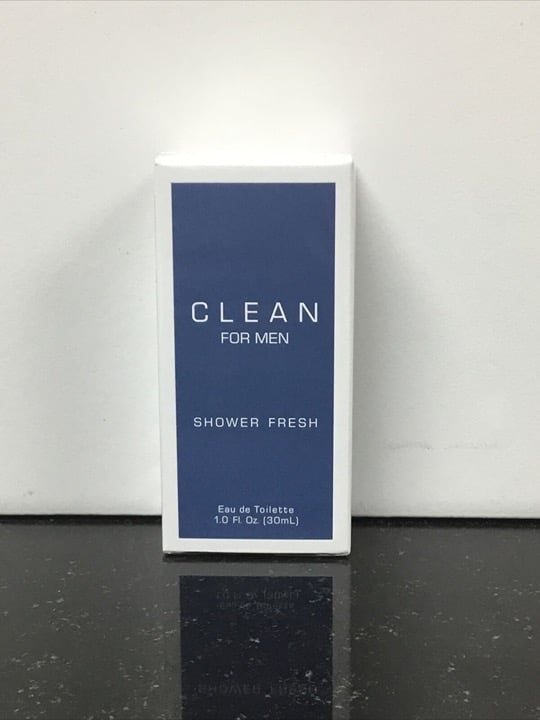 CLEAN
FOR MEN
SHOWER FRESH
Eau de Toilette
1.0 Fl. Oz. (30mL)